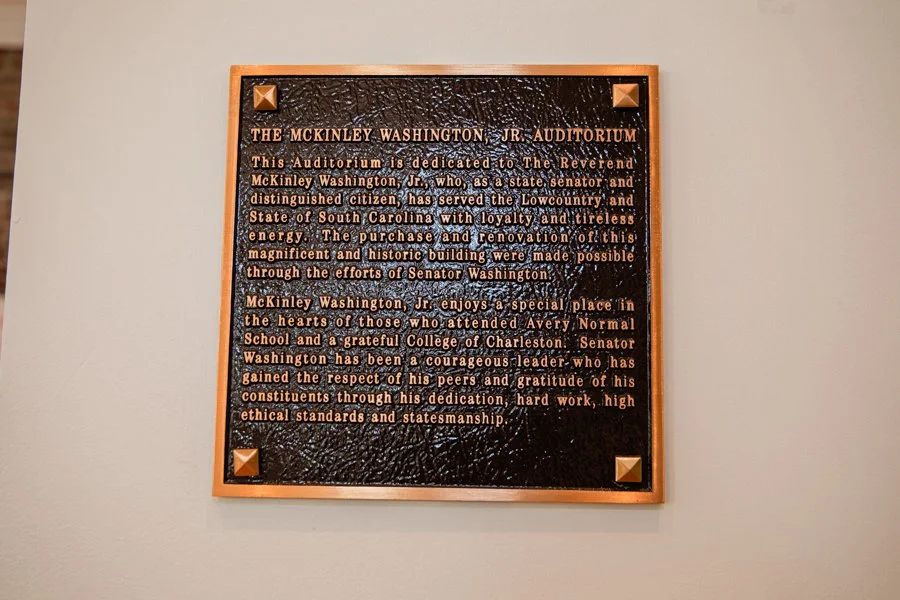 THE MCKINLEY WASHINGTON, JR. AUDITORIUM
This Auditorium is dedicated to The Reverend
McKinley Washington, Jr., who, as a state senator and
distinguished citizen, has served the Lowcountry and
State of South Carolina with loyalty and tireless
energy. The purchase and renovation of this
magnificent and historic building were made possible
through the efforts of Senator Washington.
McKinley Washington, Jr. enjoys a special place in
the hearts of those who attended Avery Normal
School and a grateful College of Charleston. Senator
Washington has been a courageous leader who has
gained the respect of his peers and gratitude of his
constituents through his dedication, hard work, high
ethical standards and statesmanship.